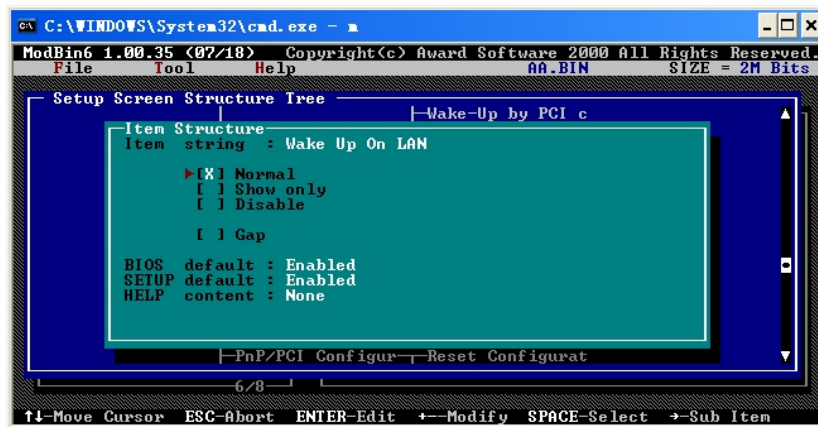 C:\WINDOWS\System32\cmd.exe - m
ModBin6 1.00.35 (07/18) Copyright(c) Award Software 2000 All Rights Reserved.
File Tool Help AA.BIN SIZE = 2M Bits
Setup Screen Structure Tree
Wake-Up by PCI c
Item Structure
Item string : Wake Up On LAN
[X] Normal
[ ] Show only
[ ] Disable
[ ] Gap
BIOS default : Enabled
SETUP default : Enabled
HELP content : None
PnP/PCI Configur Reset Configurat
6/8
↑↓-Move Cursor ESC-Abort ENTER-Edit +--Modify SPACE-Select →-Sub Item